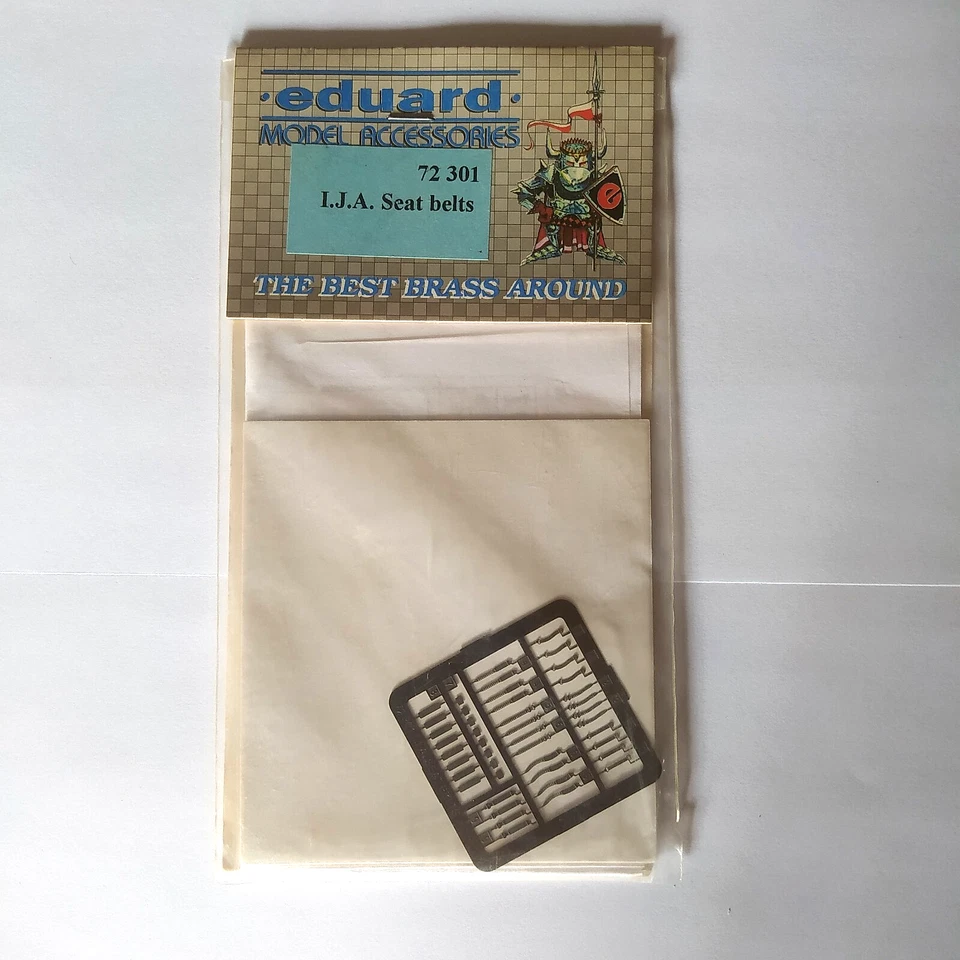 ·eduard·
MODEL ACCESSORIES
72 301
I.J.A. Seat belts
e
THE BEST BRASS AROUND